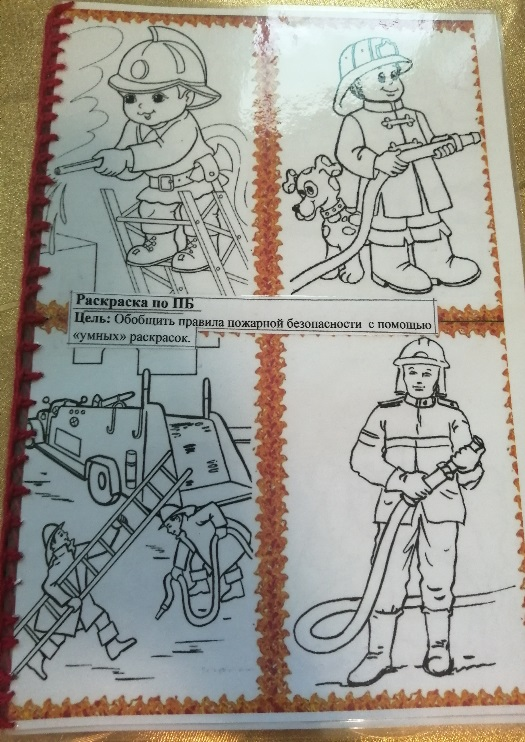 Раскраска по ПБ
Цель: Обобщить правила пожарной безопасности с помощью
«умных» раскрасок.